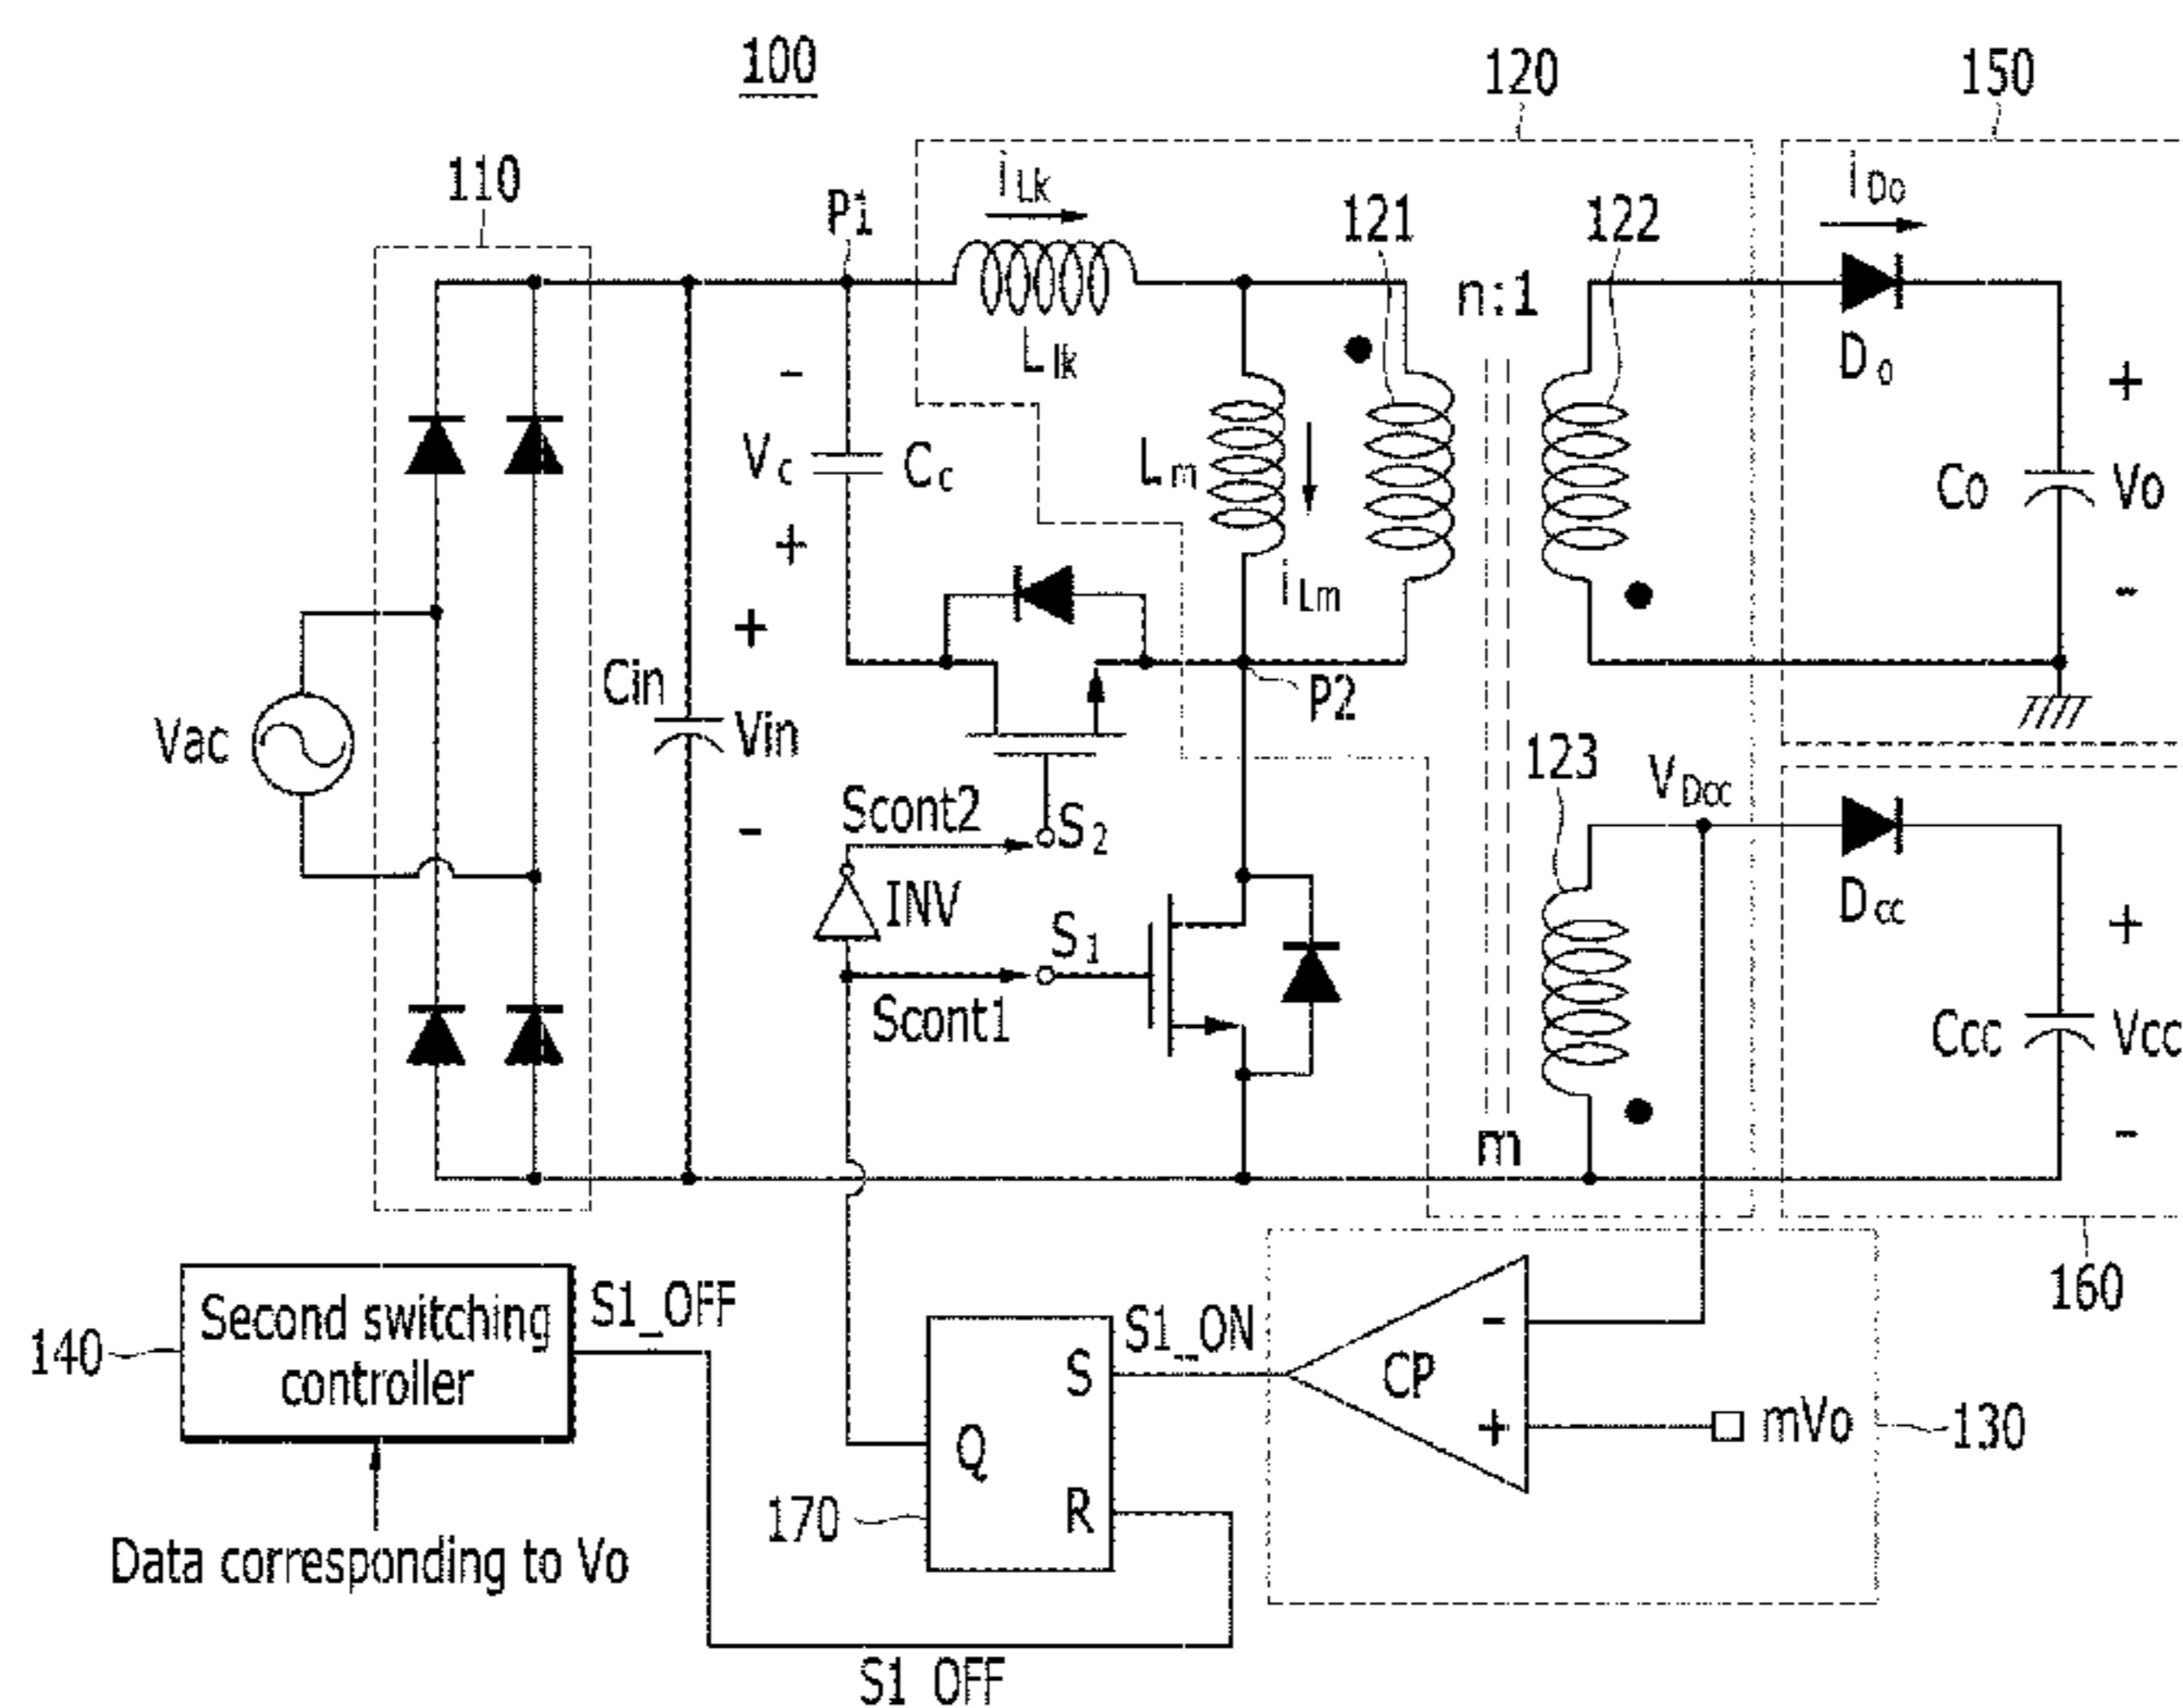 100
120
150
110
P1
iLk
121
122
iDo
n:1
Llk
Do
-
+
Vc
Cc
Lm
Co
Vo
+
iLm
-
+
Cin
P2
Vac
Vin
123
VDcc
Scont2
S2
-
INV
Dcc
S1
+
Scont1
Ccc
Vcc
m
-
Second switching
controller
S1_OFF
160
140
S1_ON
-
S
CP
Q
+
mVo
130
170
R
Data corresponding to Vo
S1_OFF